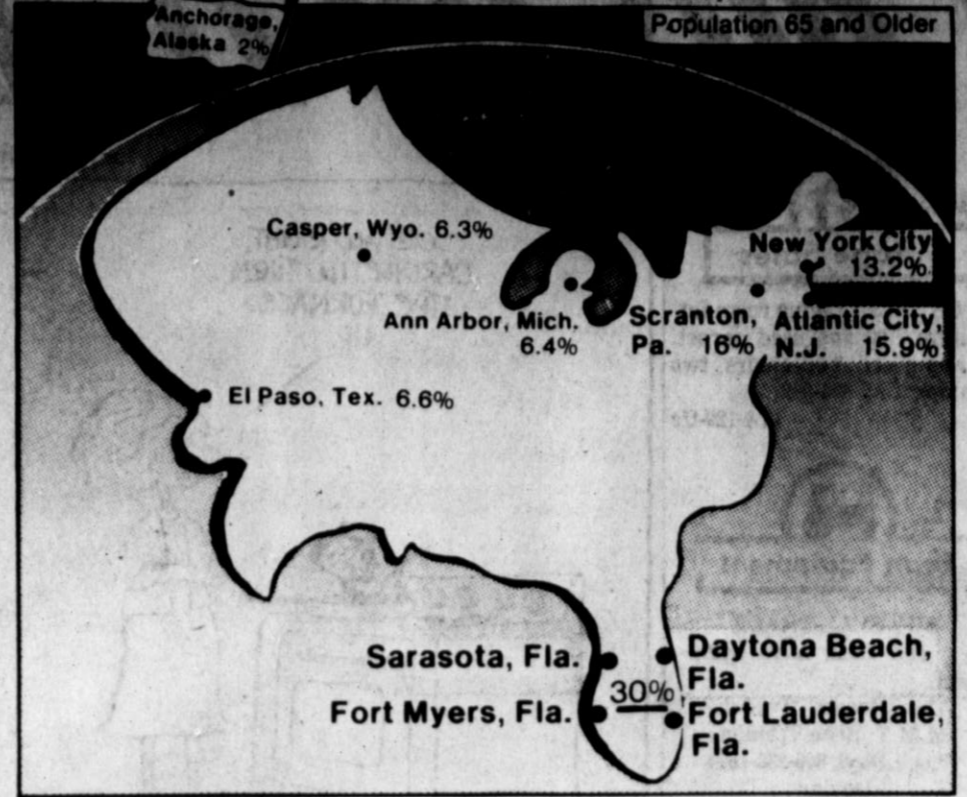 Anchorage,
Alaska 2%
Population 65 and Older
Casper, Wyo. 6.3%
New York City
13.2%
Ann Arbor, Mich.
6.4%
Scranton,
Pa. 16%
Atlantic City,
N.J. 15.9%
El Paso, Tex. 6.6%
Sarasota, Fla.
Daytona Beach,
Fla.
30%
Fort Myers, Fla.
Fort Lauderdale,
Fla.